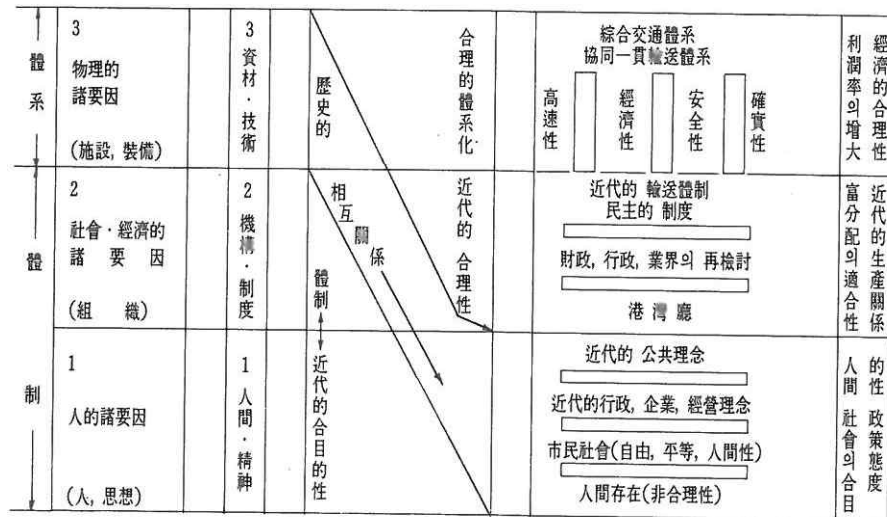 體系
3
物理的
諸要因
(施設, 裝備)
3 資材·技術
歷史的
合理的體系化
綜合交通體系
協同一貫輸送體系
高速性
經濟性
安全性
確實性
經濟的合理性
利潤率의增大
體制
2
社會·經濟的
諸要因
(組織)
2 機構·制度
相互關係
體制
近代的合目的性
近代的 合理性
近代的 輸送體制
民主的 制度
財政, 行政, 業界의 再檢討
港灣廳
近代的生產關係
富分配의適合性
1
人的諸要因
(人, 思想)
1 人間·精神
近代的 公共理念
近代的行政, 企業, 經營理念
市民社會(自由, 平等, 人間性)
人間存在(非合理性)
的性 政策態度
人間 社會의合目